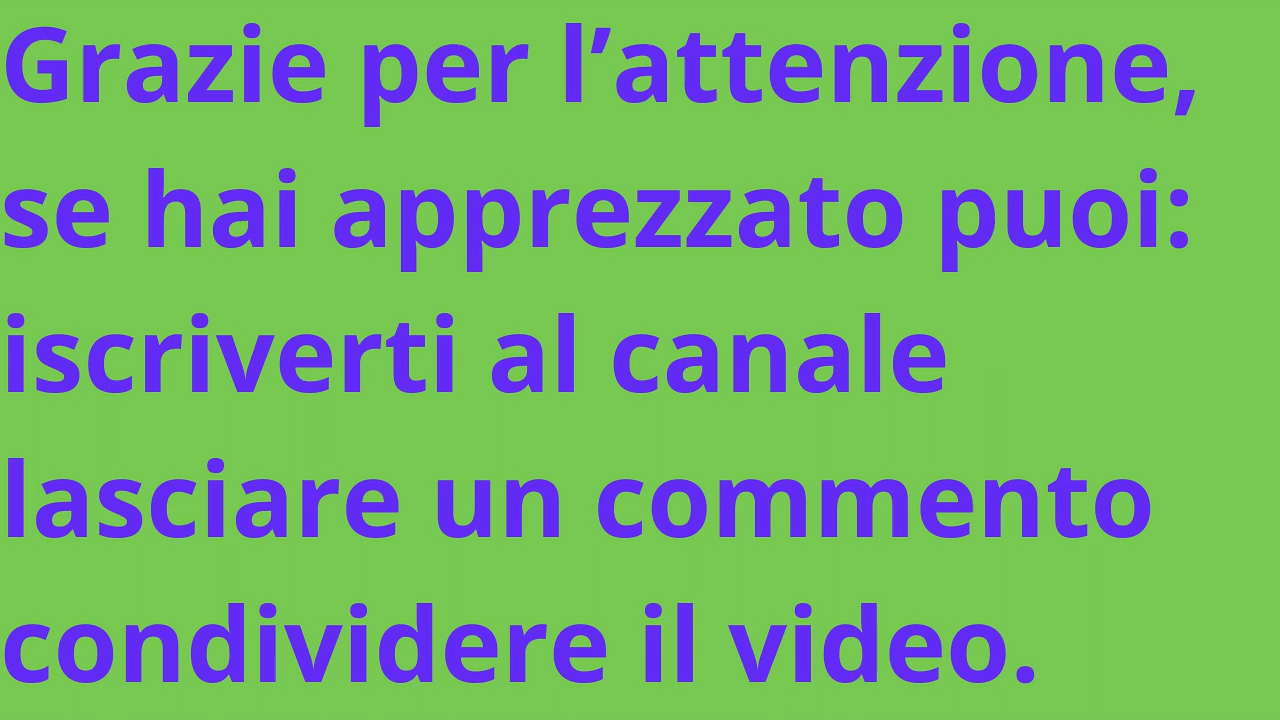 Grazie per l’attenzione,
se hai apprezzato puoi:
iscriverti al canale
lasciare un commento
condividere il video.